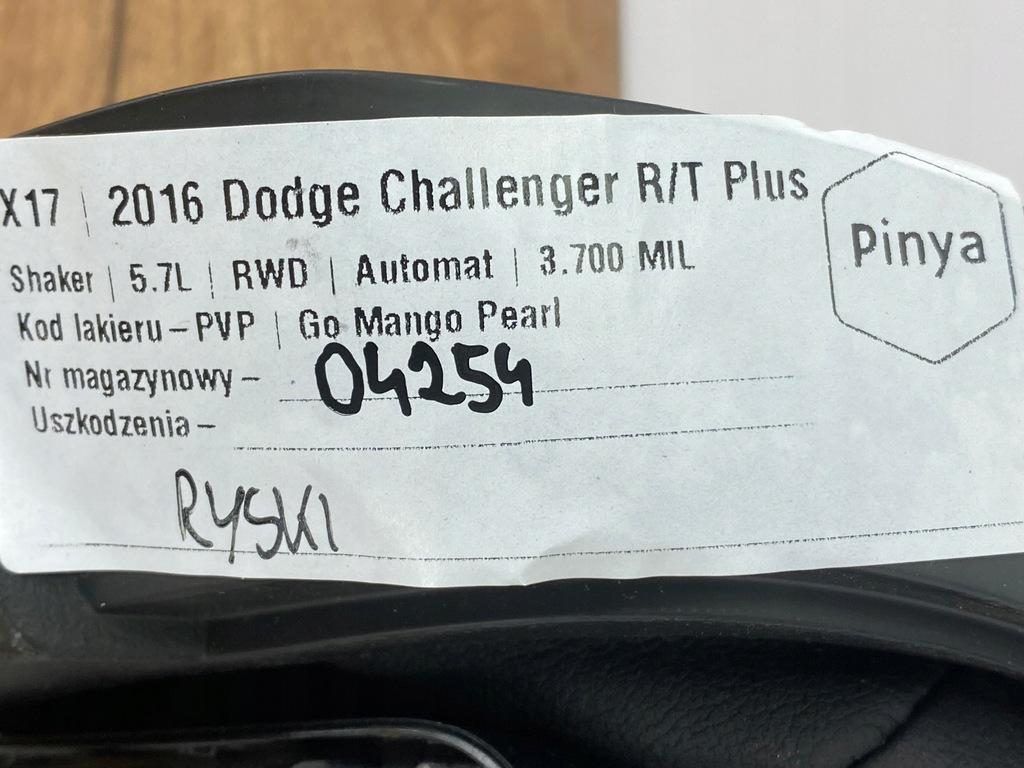 X17 | 2016 Dodge Challenger R/T Plus
Pinya
Shaker | 5.7L | RWD | Automat | 3.700 MIL
Kod lakieru – PVP | Go Mango Pearl
Nr magazynowy – 04254
Uszkodzenia –
RYSKI